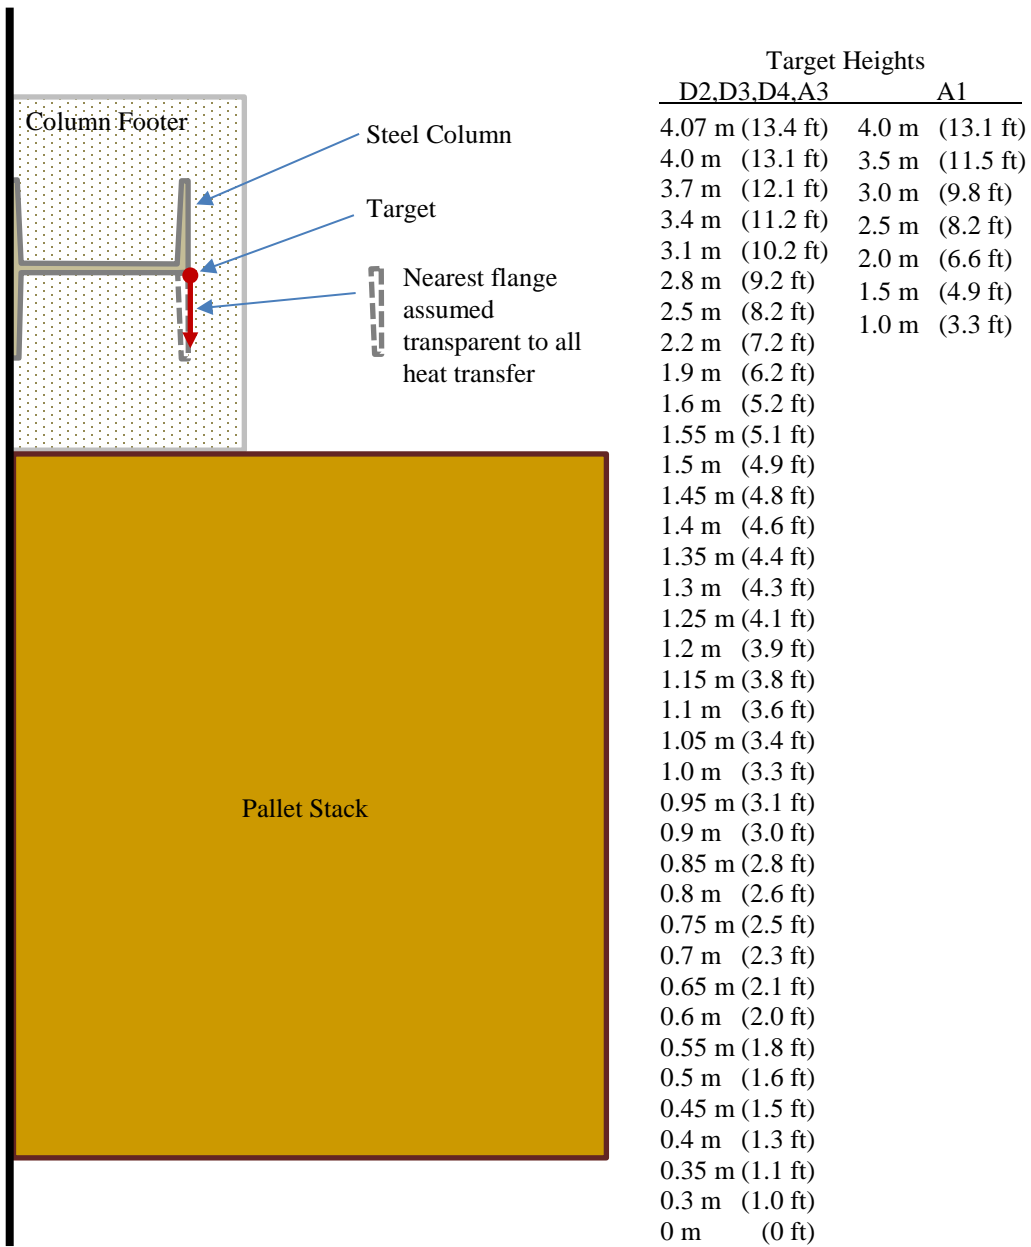 Column Footer
Steel Column
Target
Nearest flange
assumed
transparent to all
heat transfer
Pallet Stack
Target Heights
D2,D3,D4,A3 A1
4.07 m (13.4 ft) 4.0 m (13.1 ft)
4.0 m (13.1 ft) 3.5 m (11.5 ft)
3.7 m (12.1 ft) 3.0 m (9.8 ft)
3.4 m (11.2 ft) 2.5 m (8.2 ft)
3.1 m (10.2 ft) 2.0 m (6.6 ft)
2.8 m (9.2 ft) 1.5 m (4.9 ft)
2.5 m (8.2 ft) 1.0 m (3.3 ft)
2.2 m (7.2 ft)
1.9 m (6.2 ft)
1.6 m (5.2 ft)
1.55 m (5.1 ft)
1.5 m (4.9 ft)
1.45 m (4.8 ft)
1.4 m (4.6 ft)
1.35 m (4.4 ft)
1.3 m (4.3 ft)
1.25 m (4.1 ft)
1.2 m (3.9 ft)
1.15 m (3.8 ft)
1.1 m (3.6 ft)
1.05 m (3.4 ft)
1.0 m (3.3 ft)
0.95 m (3.1 ft)
0.9 m (3.0 ft)
0.85 m (2.8 ft)
0.8 m (2.6 ft)
0.75 m (2.5 ft)
0.7 m (2.3 ft)
0.65 m (2.1 ft)
0.6 m (2.0 ft)
0.55 m (1.8 ft)
0.5 m (1.6 ft)
0.45 m (1.5 ft)
0.4 m (1.3 ft)
0.35 m (1.1 ft)
0.3 m (1.0 ft)
0 m (0 ft)